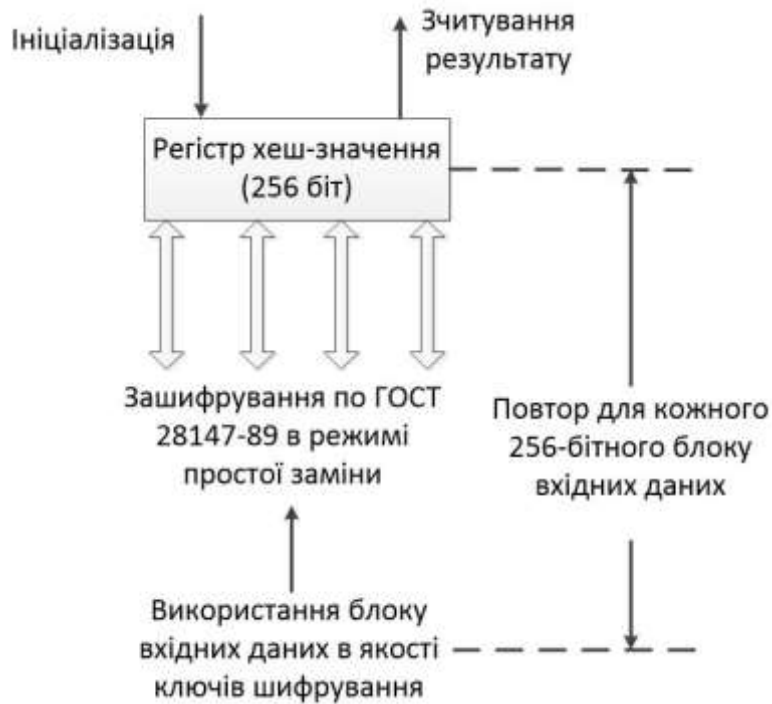 Ініціалізація
Зчитування
результату
Регістр хеш-значення
(256 біт)
Зашифрування по ГОСТ
28147-89 в режимі
простої заміни
Повтор для кожного
256-бітного блоку
вхідних даних
Використання блоку
вхідних даних в якості
ключів шифрування